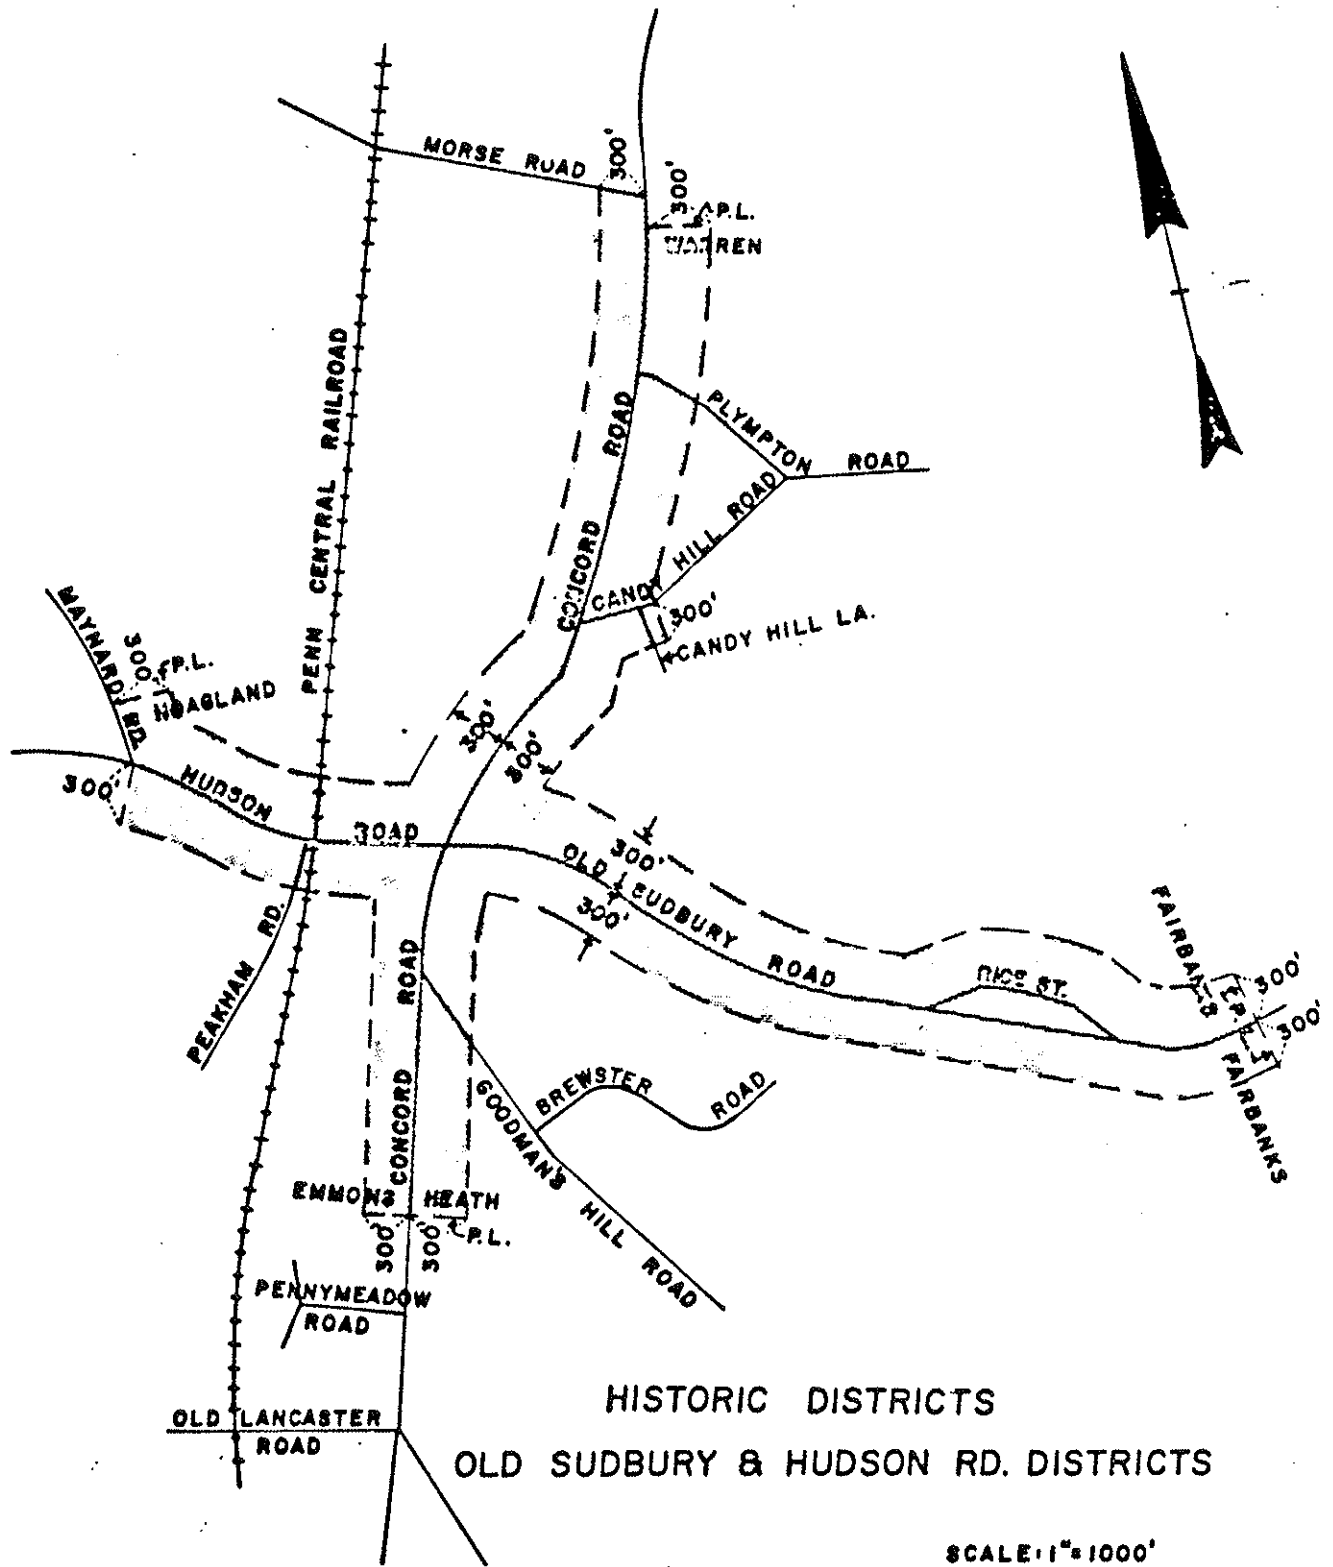 MORSE ROAD
300'
300'
P.L.
WARREN
PENN CENTRAL RAILROAD
CONCORD ROAD
PLYMPTON ROAD
CANDY HILL ROAD
300'
CANDY HILL LA.
MAYNARD RD.
300'
P.L.
HOAGLAND
300'
HUDSON ROAD
300'
300'
OLD SUDBURY ROAD
300'
300'
RICE ST.
FAIRBANKS
300'
300'
FAIRBANKS
PEAKHAM RD.
CONCORD ROAD
GOODMAN'S HILL ROAD
BREWSTER ROAD
EMMONS HEATH
300'
300'
P.L.
PENNYMEADOW
ROAD
OLD LANCASTER
ROAD
HISTORIC DISTRICTS
OLD SUDBURY & HUDSON RD. DISTRICTS
SCALE: 1"=1000'